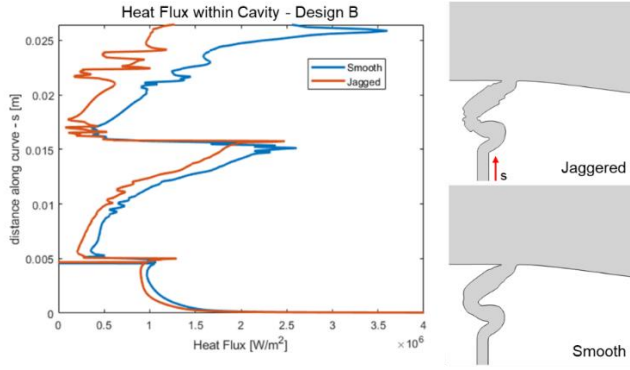 Heat Flux within Cavity - Design B
distance along curve - s [m]
0.025
0.02
0.015
0.01
0.005
0
Smooth
Jagged
0 0.5 1 1.5 2 2.5 3 3.5 4
×10⁶
Heat Flux [W/m²]
s
Jaggered
Smooth